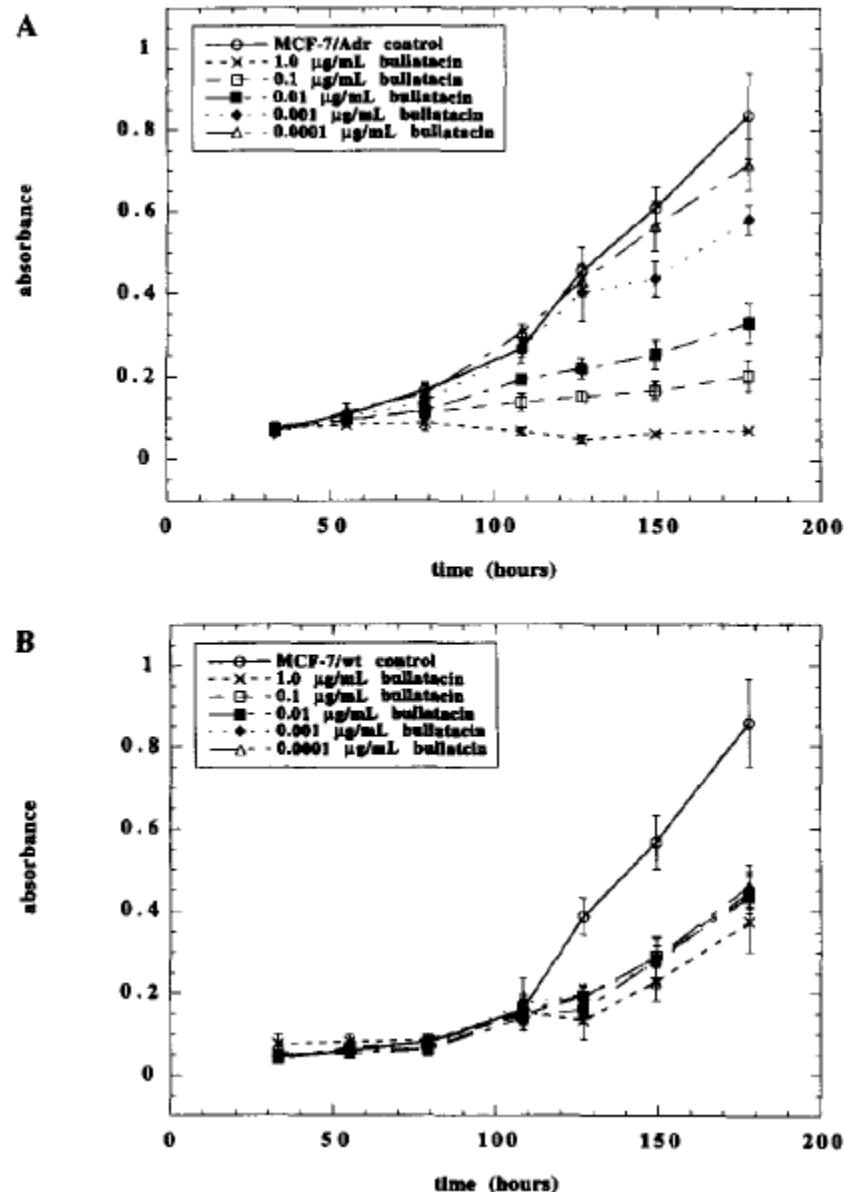 A
1
0.8
0.6
0.4
0.2
0
absorbance
MCF-7/Adr control
1.0 µg/mL bullatacin
0.1 µg/mL bullatacin
0.01 µg/mL bullatacin
0.001 µg/mL bullatacin
0.0001 µg/mL bullatacin
0 50 100 150 200
time (hours)
B
1
0.8
0.6
0.4
0.2
0
absorbance
MCF-7/wt control
1.0 µg/mL bullatacin
0.1 µg/mL bullatacin
0.01 µg/mL bullatacin
0.001 µg/mL bullatacin
0.0001 µg/mL bullatcin
0 50 100 150 200
time (hours)